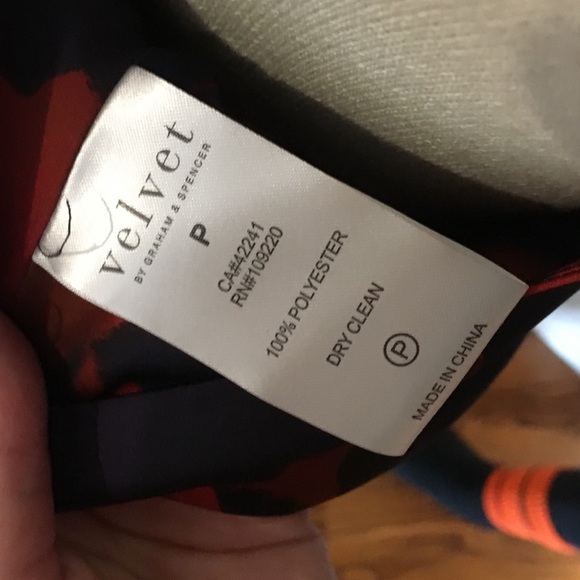 velvet
BY GRAHAM & SPENCER
P
CA#42241
RN#109220
100% POLYESTER
DRY CLEAN
P
MADE IN CHINA